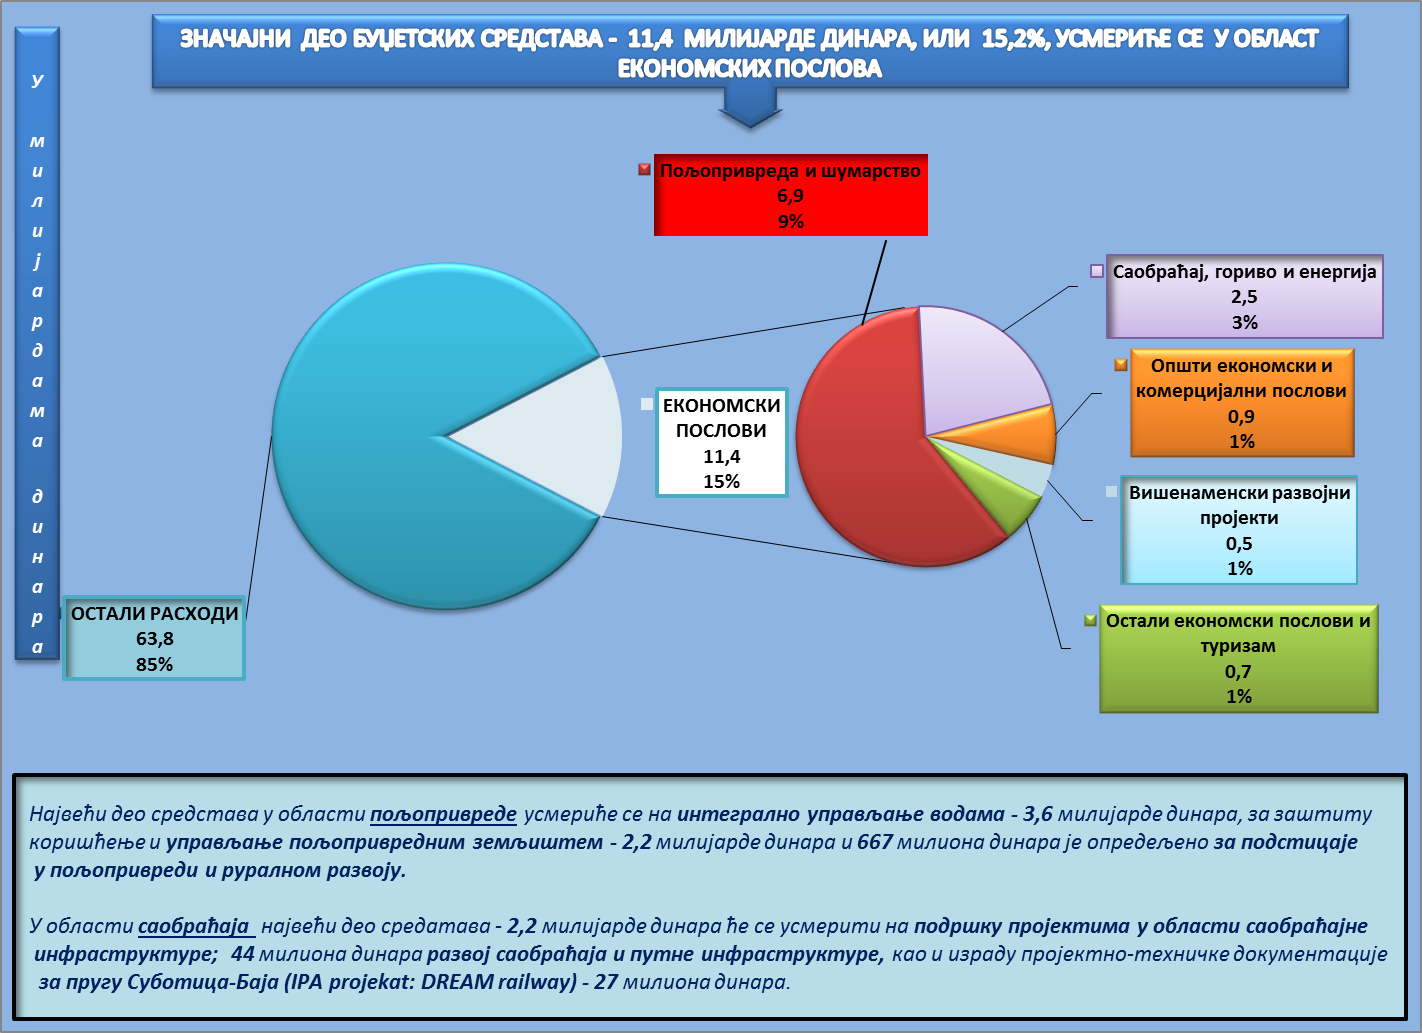 ЗНАЧАЈНИ ДЕО БУЏЕТСКИХ СРЕДСТАВА - 11,4 МИЛИЈАРДЕ ДИНАРА, ИЛИ 15,2%, УСМЕРИЋЕ СЕ У ОБЛАСТ
ЕКОНОМСКИХ ПОСЛОВА
У милијардама динара
Пољопривреда и шумарство
6,9
9%
Саобраћај, гориво и енергија
2,5
3%
Општи економски и
комерцијални послови
0,9
1%
ЕКОНОМСКИ
ПОСЛОВИ
11,4
15%
Вишенаменски развојни
пројекти
0,5
1%
ОСТАЛИ РАСХОДИ
63,8
85%
Остали економски послови и
туризам
0,7
1%
Највећи део средстава у области пољопривреде усмериће се на интегрално управљање водама - 3,6 милијарде динара, за заштиту
коришћење и управљање пољопривредним земљиштем - 2,2 милијарде динара и 667 милиона динара је опредељено за подстицаје
у пољопривреди и руралном развоју.
У области саобраћаја највећи део средатава - 2,2 милијарде динара ће се усмерити на подршку пројектима у области саобраћајне
инфраструктуре; 44 милиона динара развој саобраћаја и путне инфраструктуре, као и израду пројектно-техничке документације
за пругу Суботица-Баја (IPA projekat: DREAM railway) - 27 милиона динара.